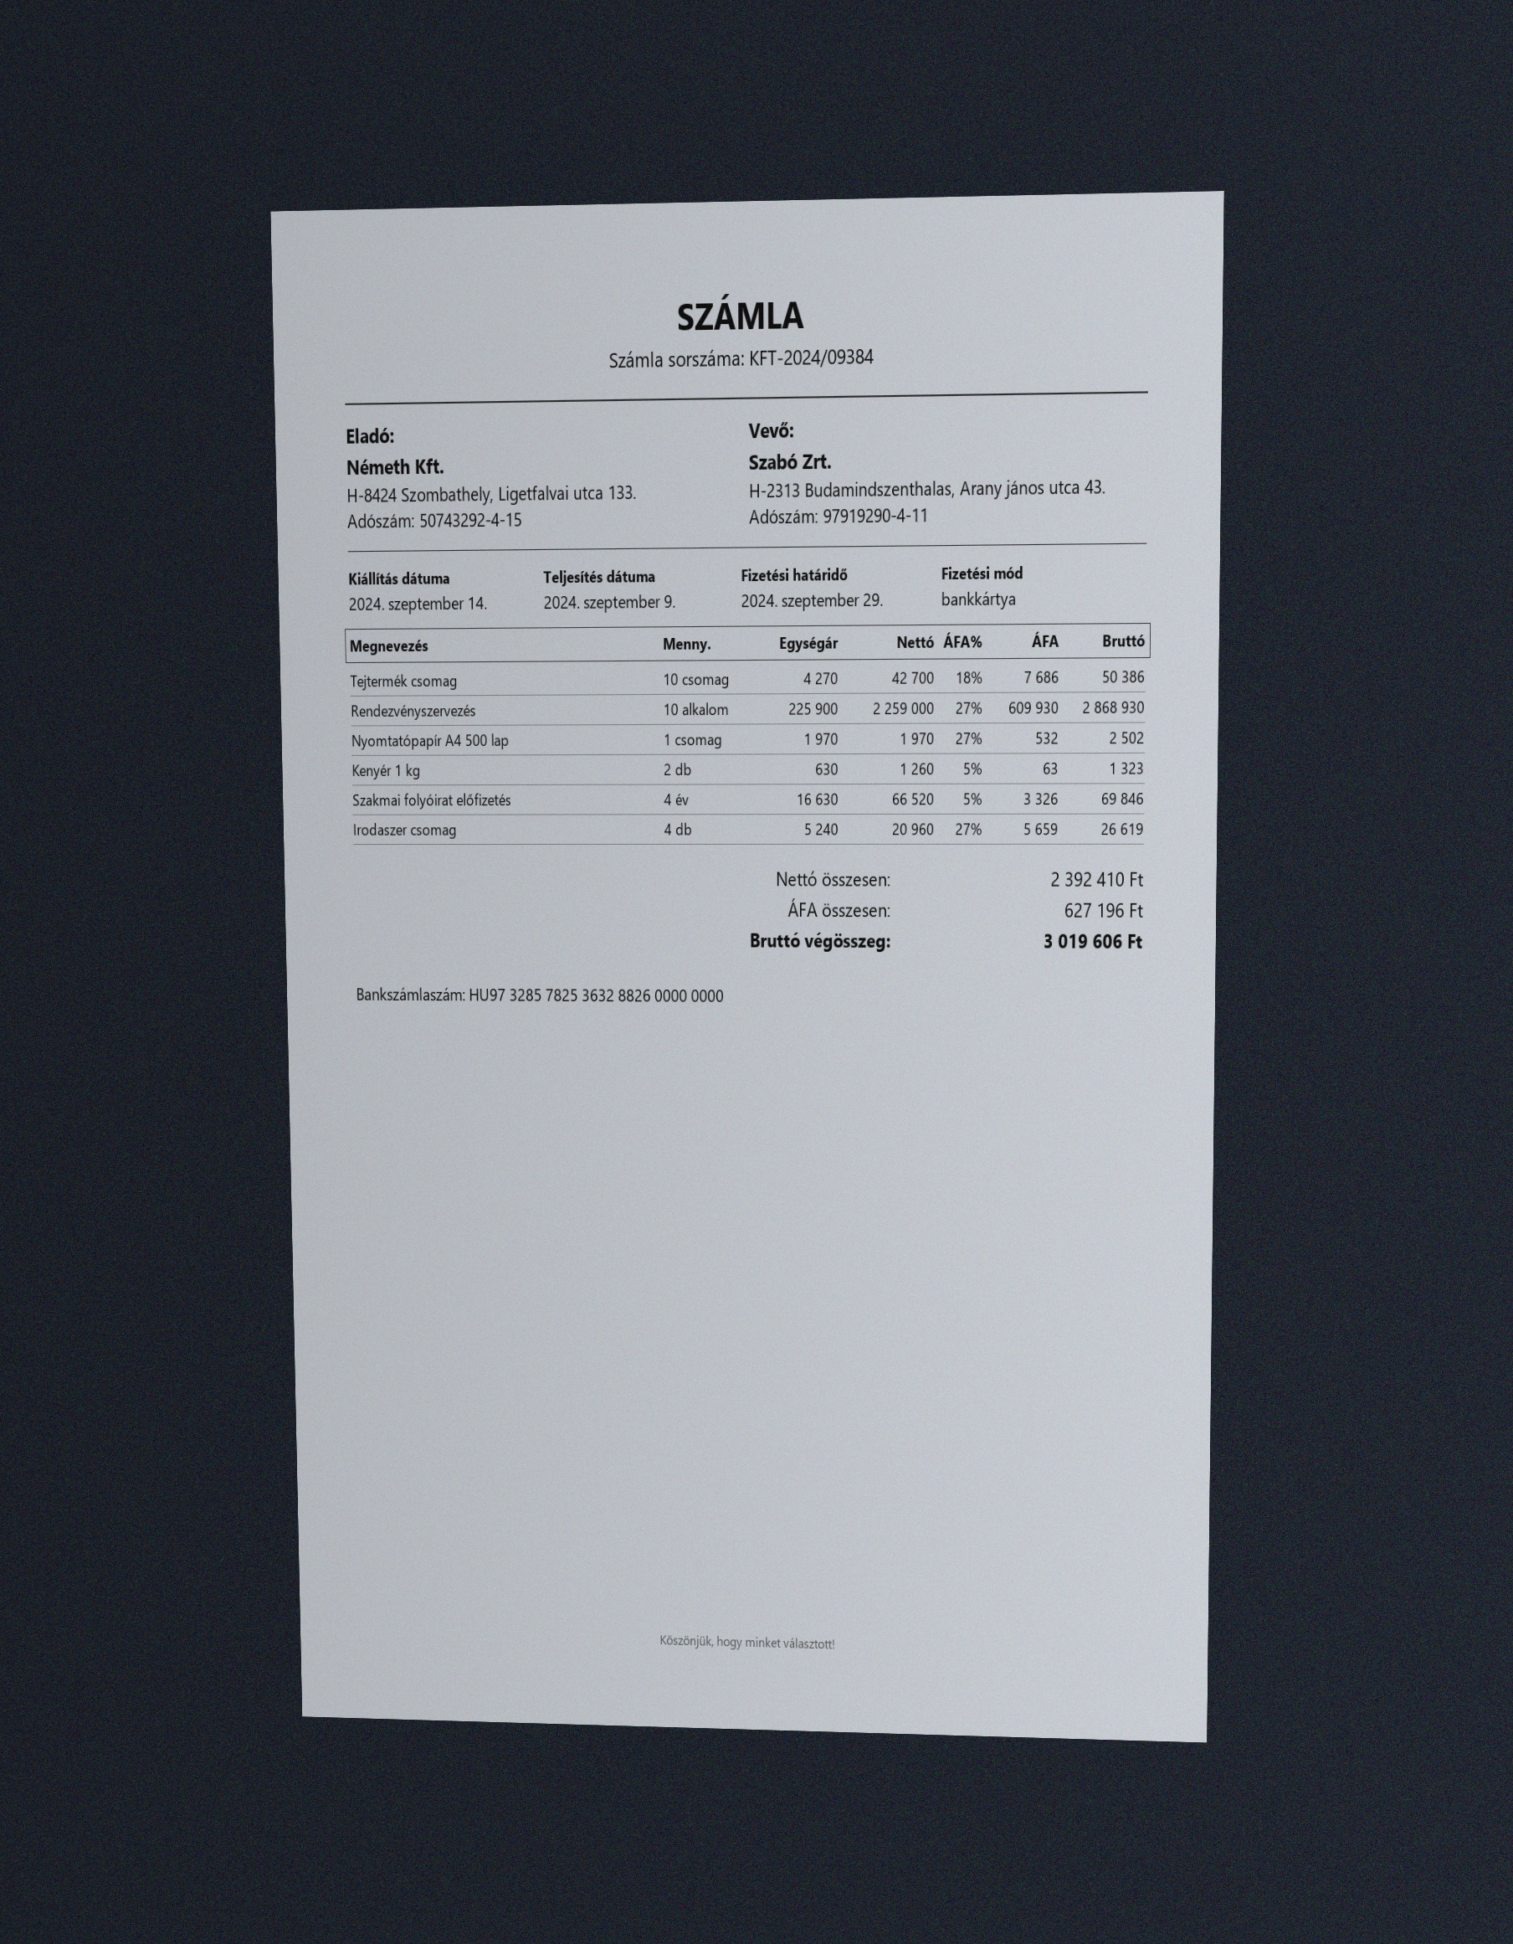 SZÁMLA
Számla sorszáma: KFT-2024/09384
Eladó:
Németh Kft.
H-8424 Szombathely, Ligetfalvai utca 133.
Adószám: 50743292-4-15
Vevő:
Szabó Zrt.
H-2313 Budamindszenthalas, Arany jános utca 43.
Adószám: 97919290-4-11
Kiállítás dátuma Teljesítés dátuma Fizetési határidő Fizetési mód
2024. szeptember 14. 2024. szeptember 9. 2024. szeptember 29. bankkártya
Megnevezés Menny. Egységár Nettó ÁFA% ÁFA Bruttó
Tejtermék csomag 10 csomag 4 270 42 700 18% 7 686 50 386
Rendezvényszervezés 10 alkalom 225 900 2 259 000 27% 609 930 2 868 930
Nyomtatópapír A4 500 lap 1 csomag 1 970 1 970 27% 532 2 502
Kenyér 1 kg 2 db 630 1 260 5% 63 1 323
Szakmai folyóirat előfizetés 4 év 16 630 66 520 5% 3 326 69 846
Irodaszer csomag 4 db 5 240 20 960 27% 5 659 26 619
Nettó összesen: 2 392 410 Ft
ÁFA összesen: 627 196 Ft
Bruttó végösszeg: 3 019 606 Ft
Bankszámlaszám: HU97 3285 7825 3632 8826 0000 0000
Köszönjük, hogy minket választott!